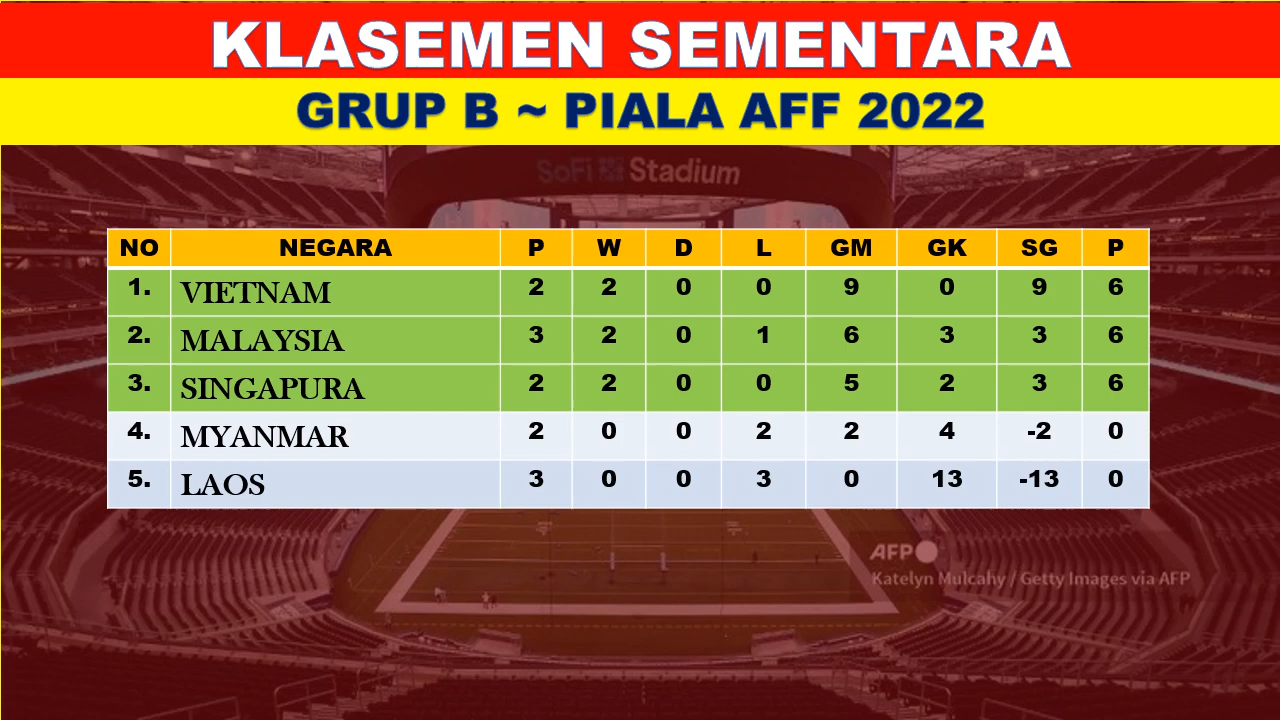 KLASEMEN SEMENTARA
GRUP B ~ PIALA AFF 2022
SoFi Stadium
NO NEGARA P W D L GM GK SG P
1. VIETNAM 2 2 0 0 9 0 9 6
2. MALAYSIA 3 2 0 1 6 3 3 6
3. SINGAPURA 2 2 0 0 5 2 3 6
4. MYANMAR 2 0 0 2 2 4 -2 0
5. LAOS 3 0 0 3 0 13 -13 0
AFP
Katelyn Mulcahy / Getty Images via AFP